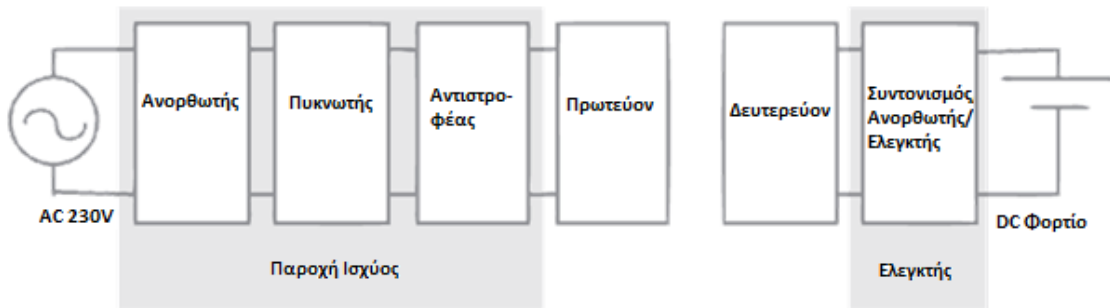 Ανορθωτής
Πυκνωτής
Αντιστρο-
φέας
Πρωτεύον
Δευτερεύον
Συντονισμός
Ανορθωτής/
Ελεγκτής
AC 230V
DC Φορτίο
Παροχή Ισχύος
Ελεγκτής